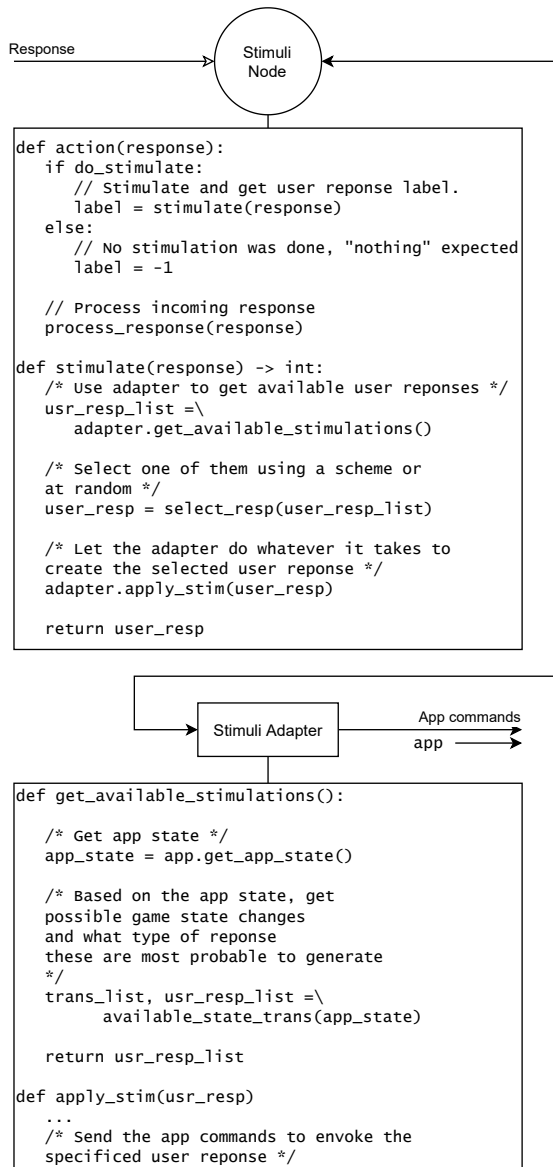 Response
Stimuli
Node
def action(response):
if do_stimulate:
// Stimulate and get user reponse label.
label = stimulate(response)
else:
// No stimulation was done, "nothing" expected
label = -1
// Process incoming response
process_response(response)
def stimulate(response) -> int:
/* Use adapter to get available user reponses */
usr_resp_list =\
adapter.get_available_stimulations()
/* Select one of them using a scheme or
at random */
user_resp = select_resp(user_resp_list)
/* Let the adapter do whatever it takes to
create the selected user reponse */
adapter.apply_stim(user_resp)
return user_resp
Stimuli Adapter
App commands
app
def get_available_stimulations():
/* Get app state */
app_state = app.get_app_state()
/* Based on the app state, get
possible game state changes
and what type of reponse
these are most probable to generate
*/
trans_list, usr_resp_list =\
available_state_trans(app_state)
return usr_resp_list
def apply_stim(usr_resp)
...
/* Send the app commands to envoke the
specificed user reponse */